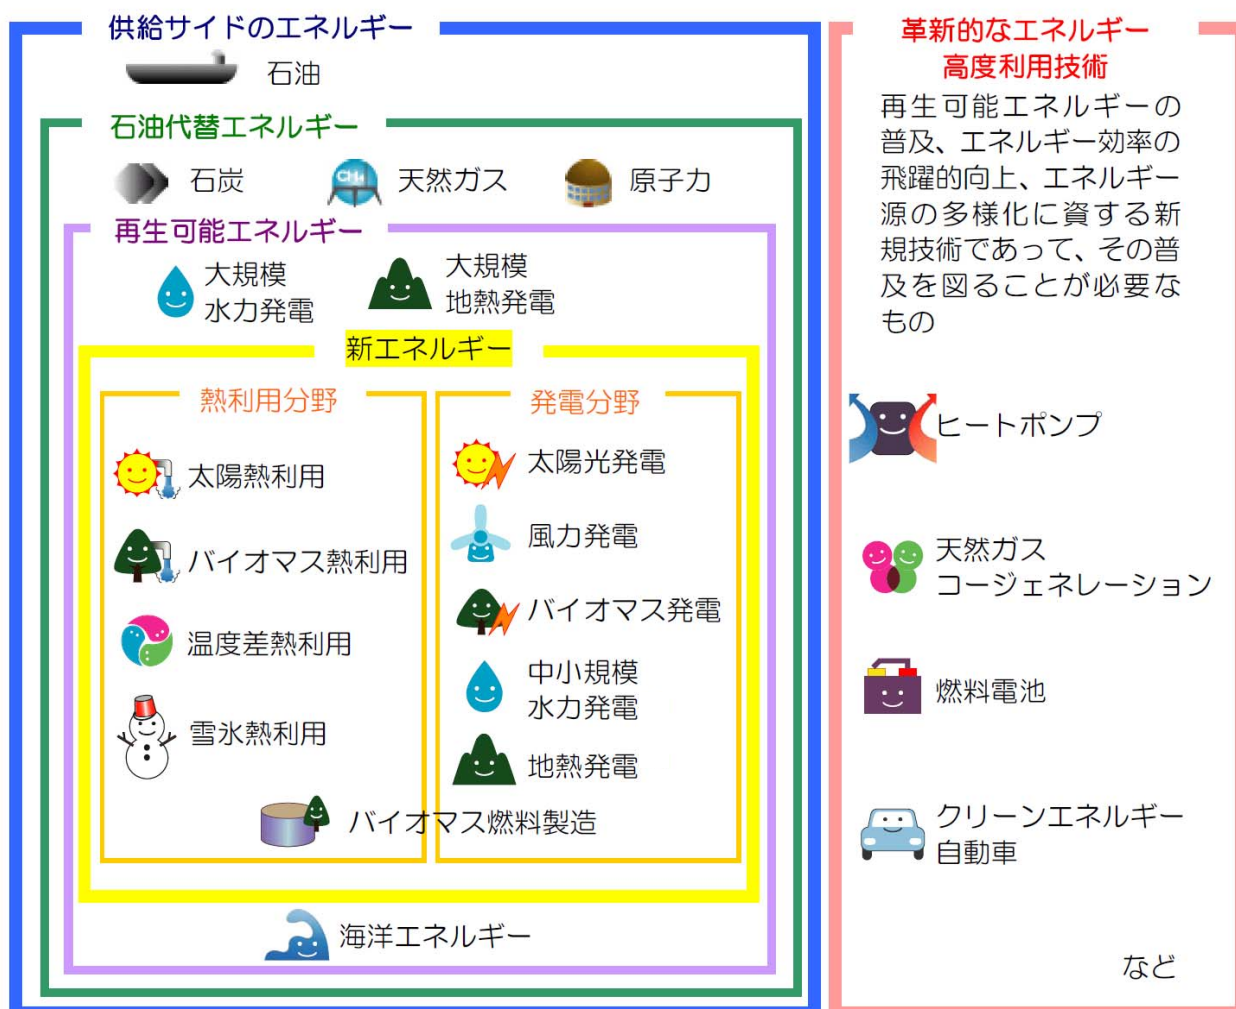 供給サイドのエネルギー
石油
石油代替エネルギー
石炭
CH4
天然ガス
原子力
再生可能エネルギー
大規模
水力発電
大規模
地熱発電
新エネルギー
熱利用分野
太陽熱利用
バイオマス熱利用
温度差熱利用
雪氷熱利用
発電分野
太陽光発電
風力発電
バイオマス発電
中小規模
水力発電
地熱発電
バイオマス燃料製造
海洋エネルギー
革新的なエネルギー
高度利用技術
再生可能エネルギーの
普及、エネルギー効率の
飛躍的向上、エネルギー
源の多様化に資する新
規技術であって、その普
及を図ることが必要な
もの
ヒートポンプ
天然ガス
コージェネレーション
燃料電池
クリーンエネルギー
自動車
など